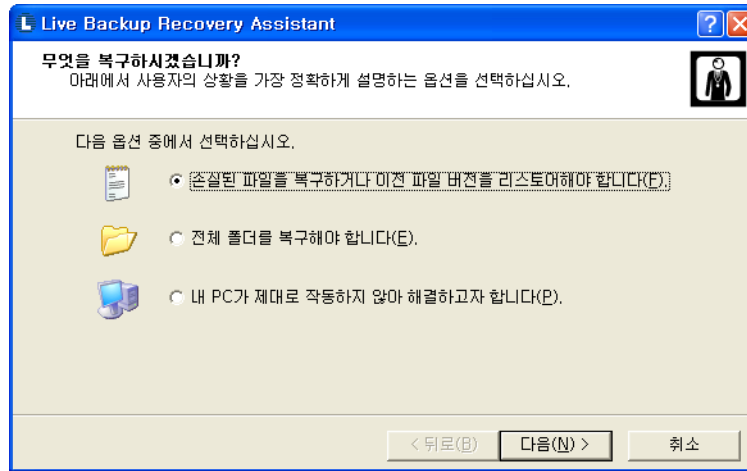 Live Backup Recovery Assistant
무엇을 복구하시겠습니까?
아래에서 사용자의 상황을 가장 정확하게 설명하는 옵션을 선택하십시오.
다음 옵션 중에서 선택하십시오.
손실된 파일을 복구하거나 이전 파일 버전을 리스토어해야 합니다(F).
전체 폴더를 복구해야 합니다(E).
내 PC가 제대로 작동하지 않아 해결하고자 합니다(P).
< 뒤로(B) 다음(N) > 취소